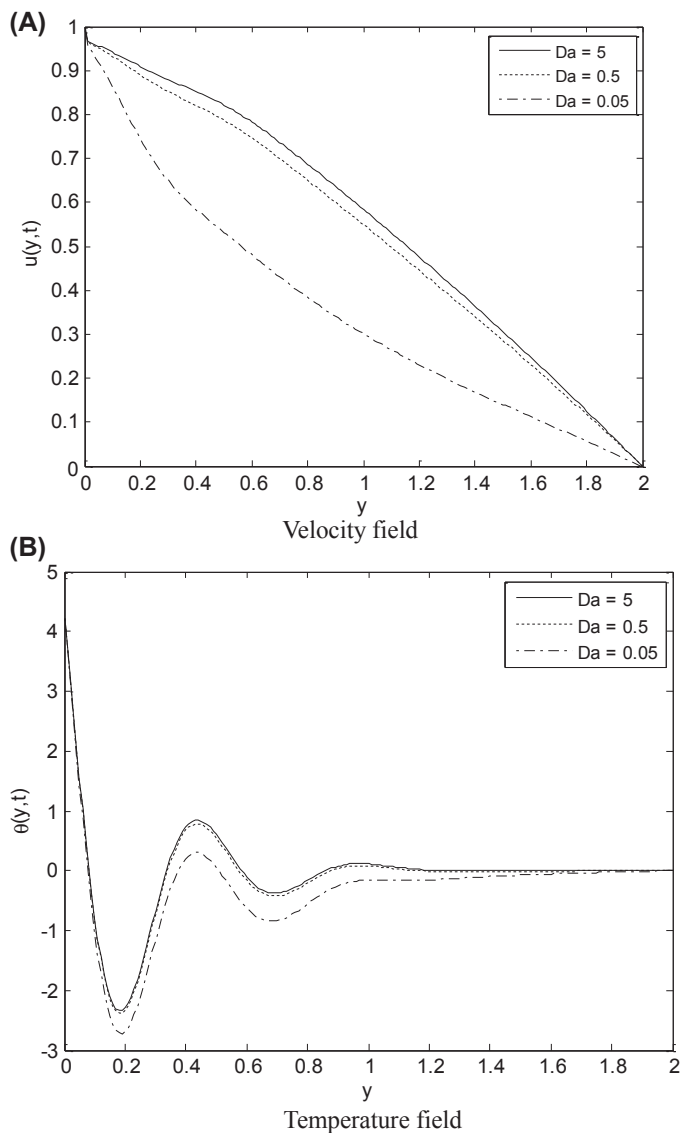 (A)
1
0.9
0.8
0.7
0.6
0.5
0.4
0.3
0.2
0.1
0
u(y,t)
Da = 5
Da = 0.5
Da = 0.05
0 0.2 0.4 0.6 0.8 1 1.2 1.4 1.6 1.8 2
y
Velocity field
(B)
5
4
3
2
1
0
-1
-2
-3
θ(y,t)
Da = 5
Da = 0.5
Da = 0.05
0 0.2 0.4 0.6 0.8 1 1.2 1.4 1.6 1.8 2
y
Temperature field